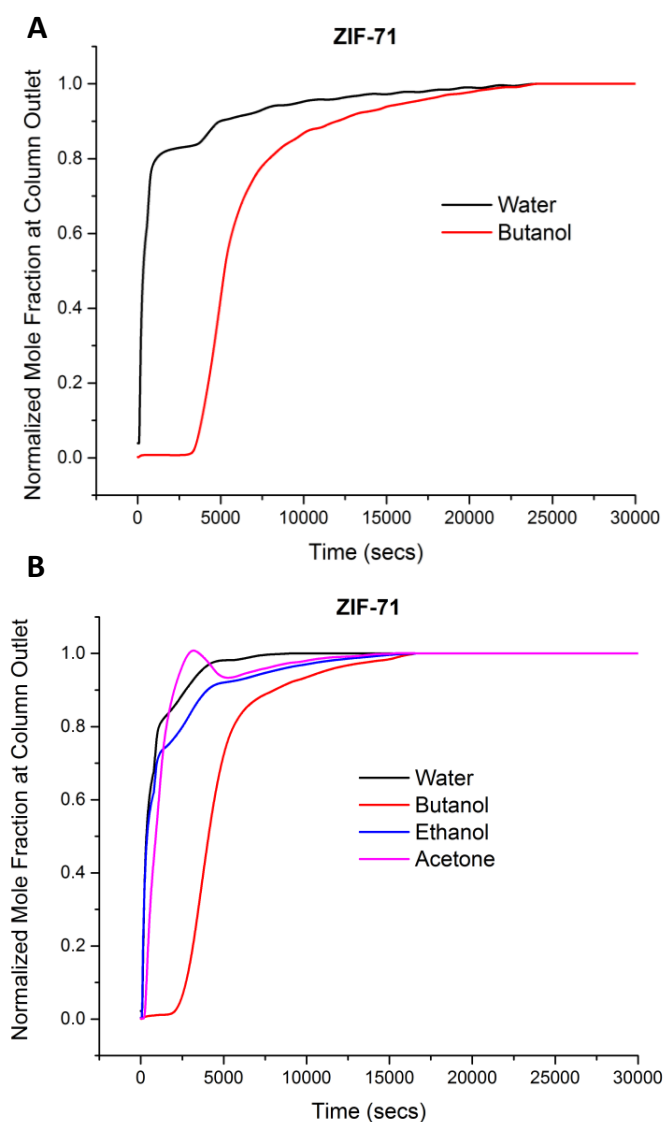 A
ZIF-71
Normalized Mole Fraction at Column Outlet
1.0
0.8
0.6
0.4
0.2
0.0
Water
Butanol
0 5000 10000 15000 20000 25000 30000
Time (secs)
B
ZIF-71
Normalized Mole Fraction at Column Outlet
1.0
0.8
0.6
0.4
0.2
0.0
Water
Butanol
Ethanol
Acetone
0 5000 10000 15000 20000 25000 30000
Time (secs)